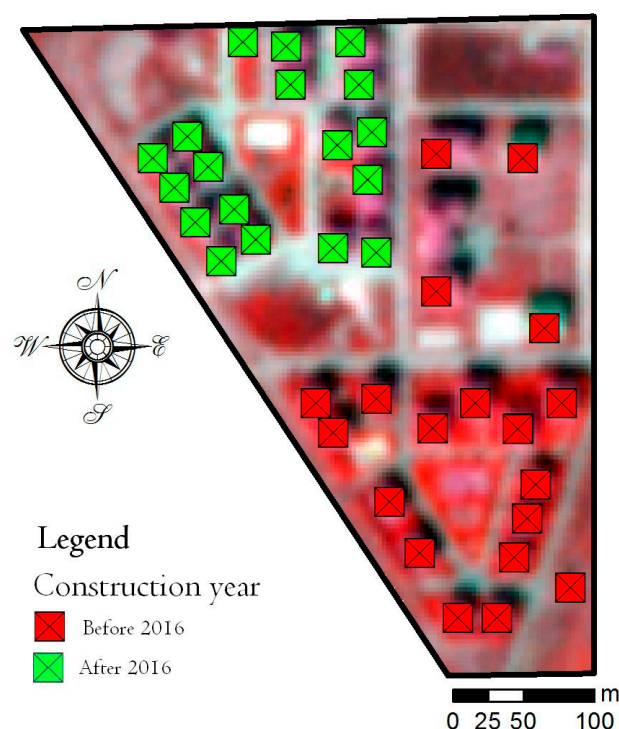 N
W E
S
Legend
Construction year
Before 2016
After 2016
m
0 25 50 100